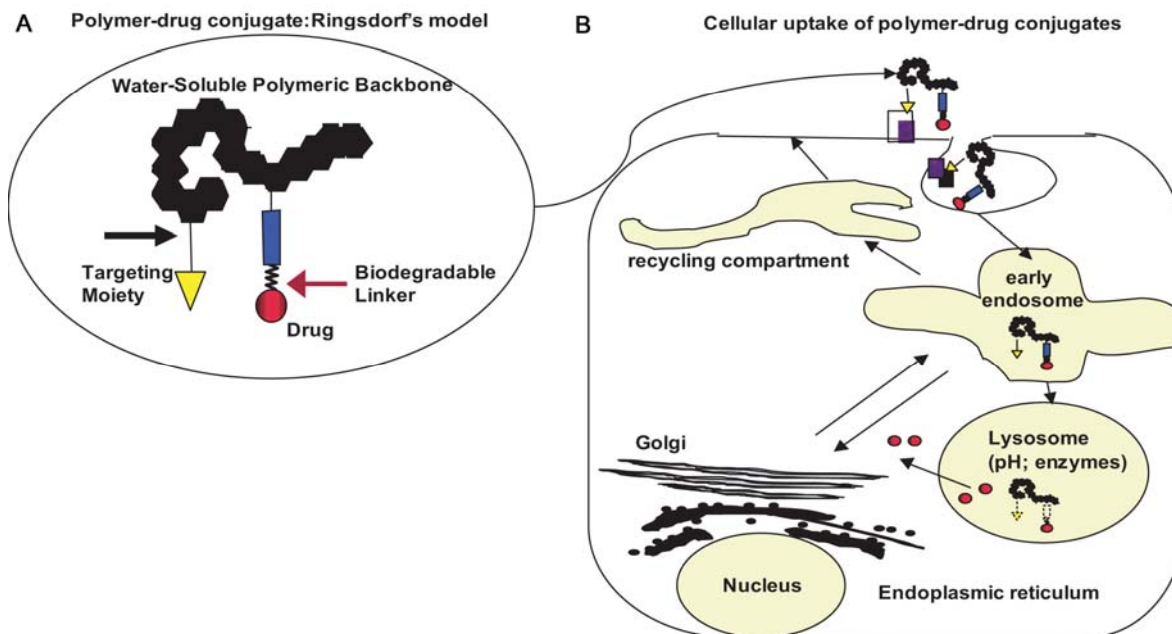 A
Polymer-drug conjugate:Ringsdorf's model
Water-Soluble Polymeric Backbone
Targeting
Moiety
Biodegradable
Linker
Drug
B
Cellular uptake of polymer-drug conjugates
recycling compartment
early
endosome
Golgi
Lysosome
(pH; enzymes)
Nucleus
Endoplasmic reticulum